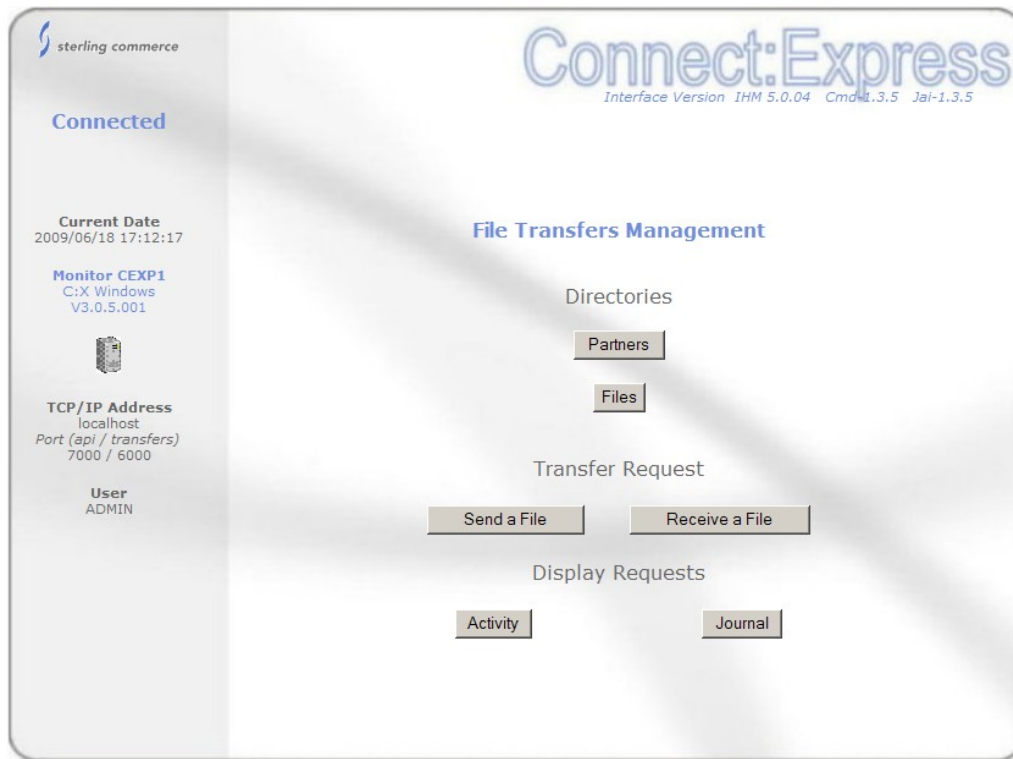 sterling commerce
Connect:Express
Interface Version IHM 5.0.04 Cmd-1.3.5 Jai-1.3.5
Connected
Current Date
2009/06/18 17:12:17
Monitor CEXP1
C:X Windows
V3.0.5.001
TCP/IP Address
localhost
Port (api / transfers)
7000 / 6000
User
ADMIN
File Transfers Management
Directories
Partners
Files
Transfer Request
Send a File Receive a File
Display Requests
Activity Journal